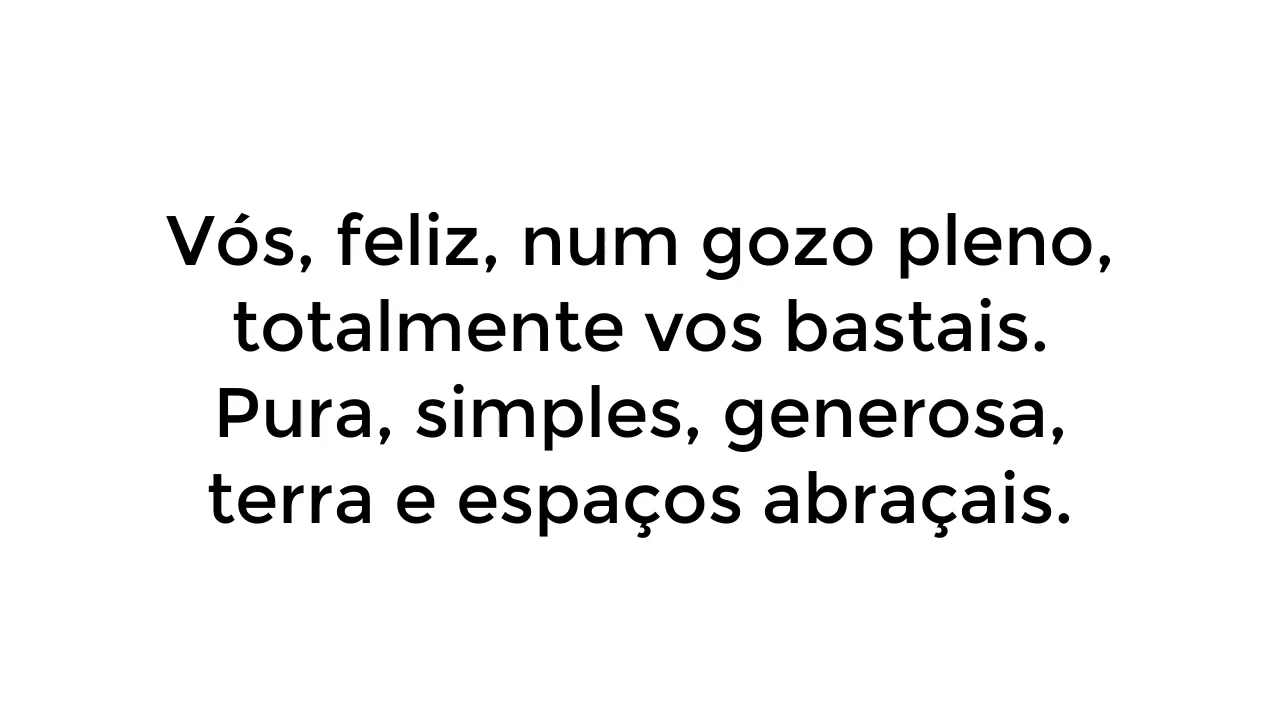 Vós, feliz, num gozo pleno,
totalmente vos bastais.
Pura, simples, generosa,
terra e espaços abraçais.